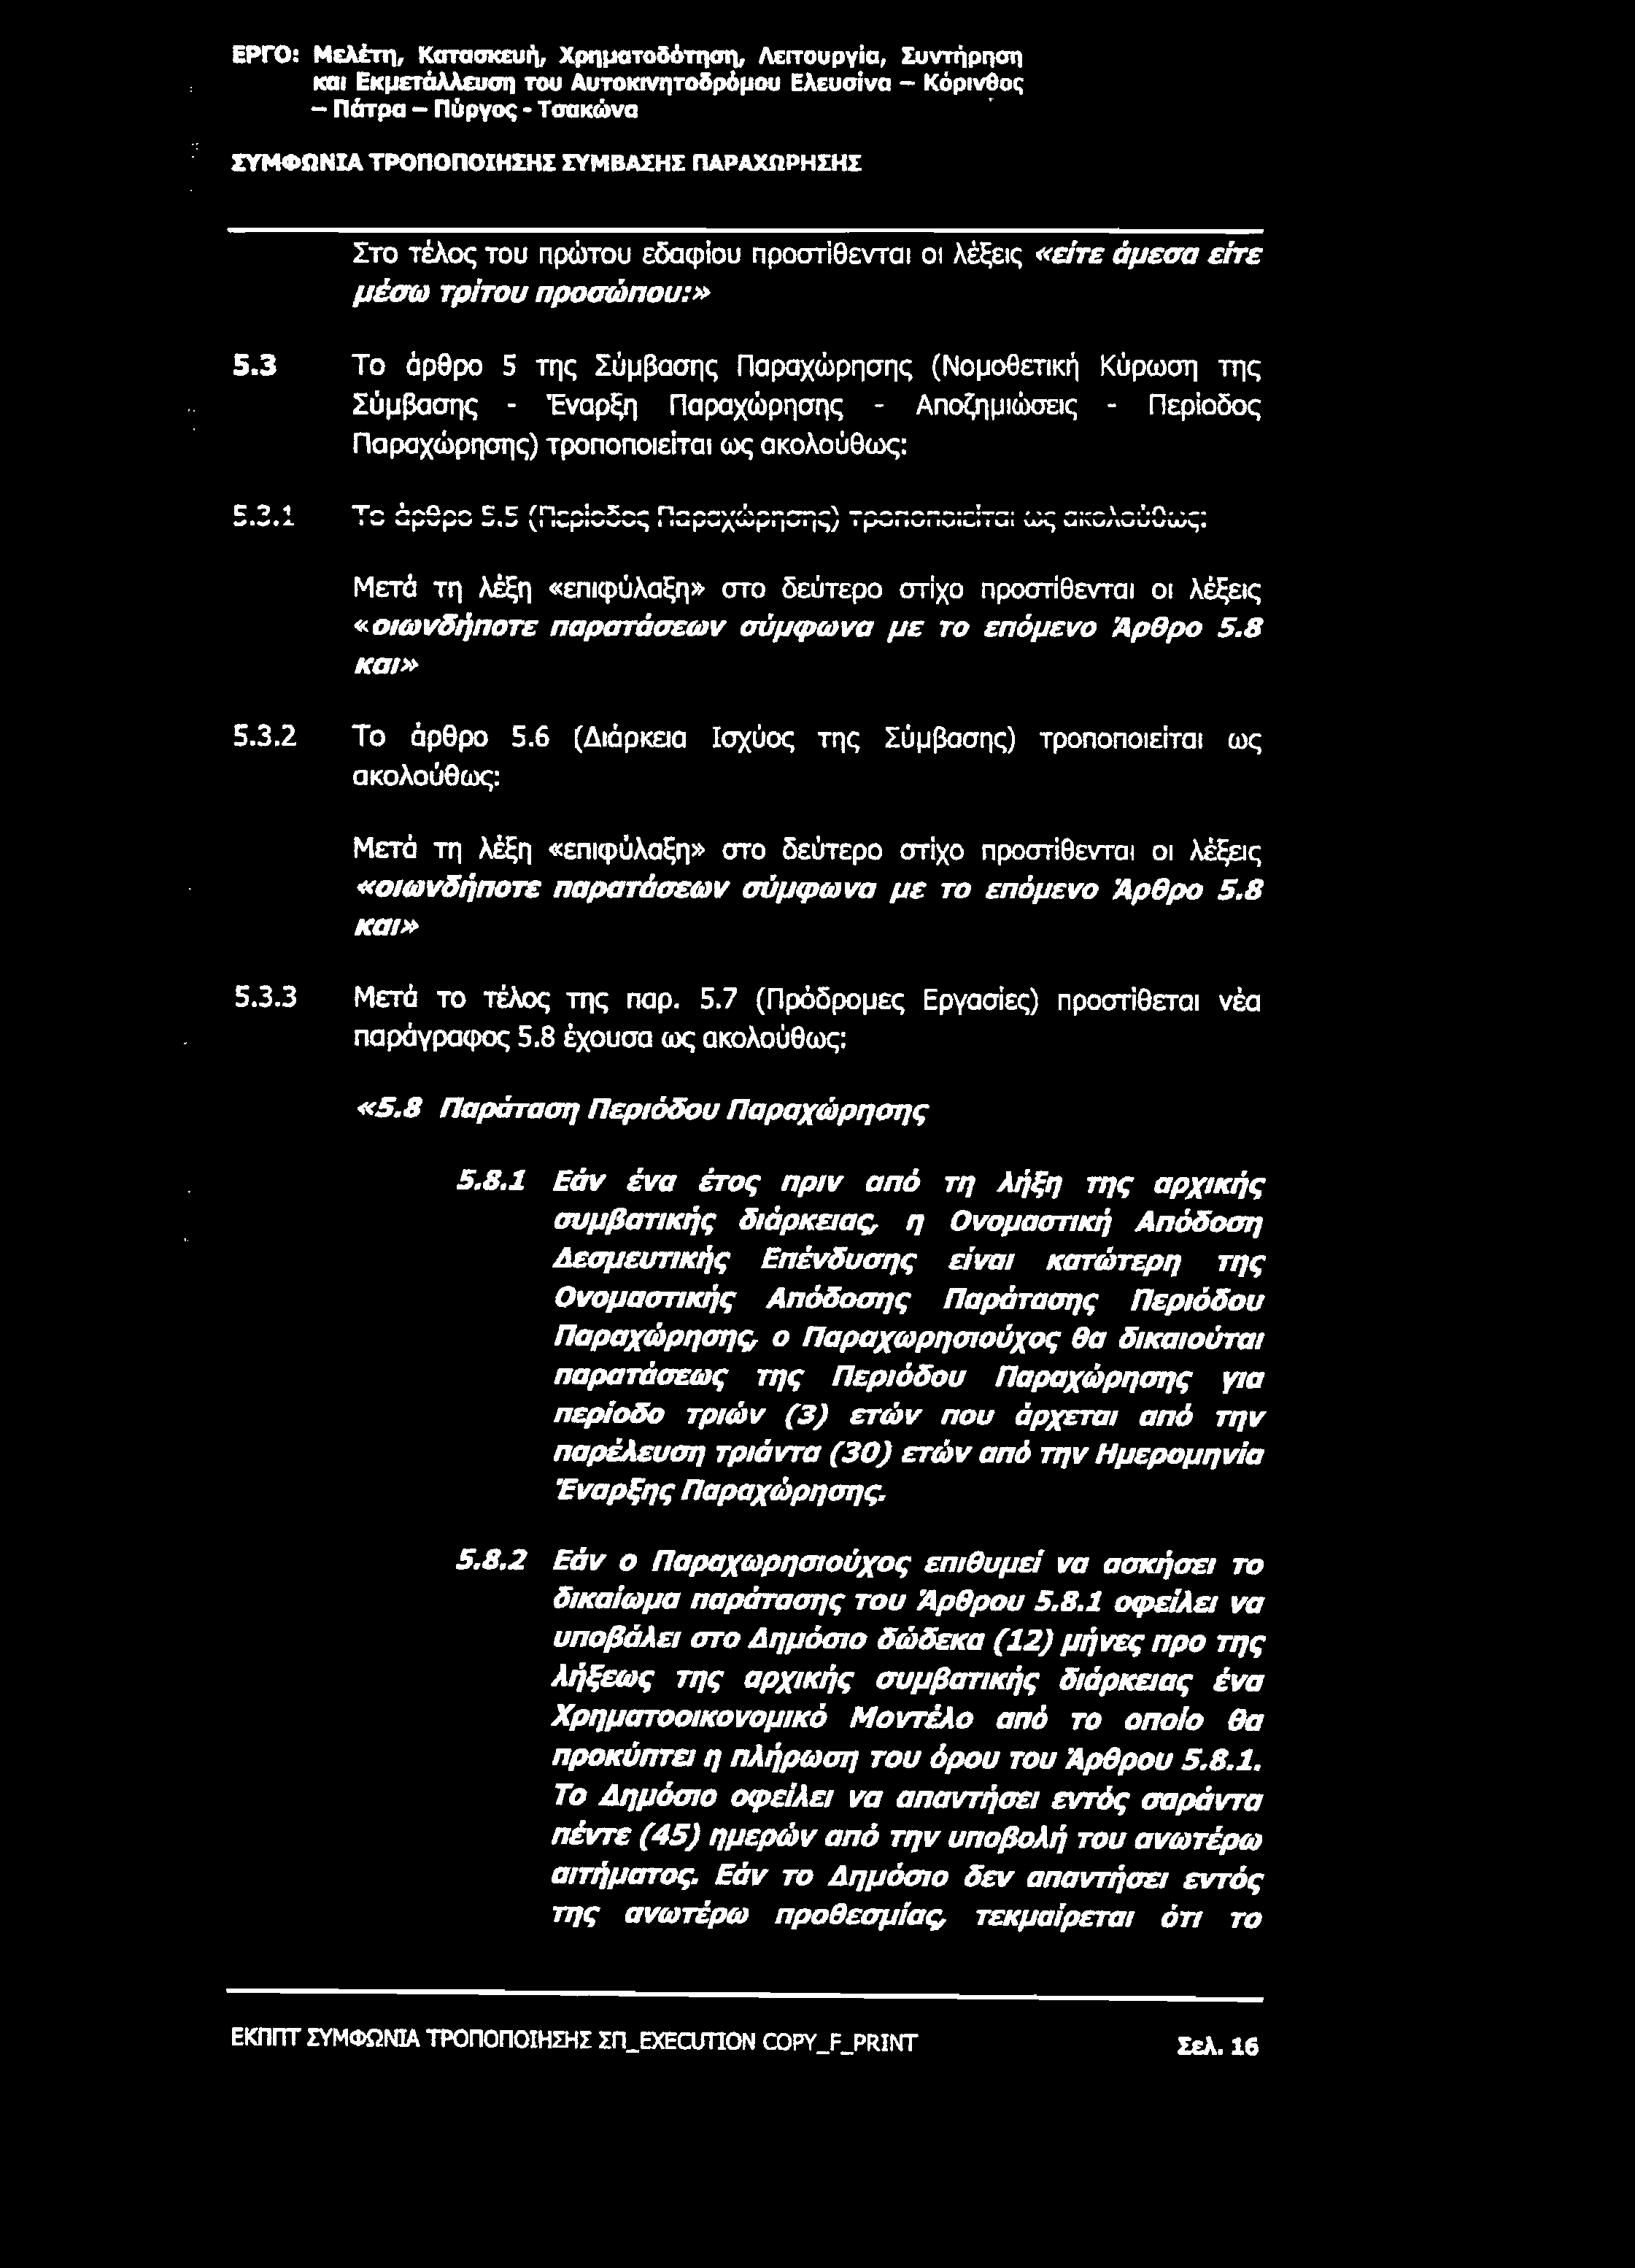 ΕΡΓΟ: Μελέτη, Κατασκευή, Χρηματοδότηση, Λειτουργία, Συντήρηση
και Εκμετάλλευση του Αυτοκινητοδρόμου Ελευσίνα – Κόρινθος
– Πάτρα – Πύργος - Τσακώνα
ΣΥΜΦΩΝΙΑ ΤΡΟΠΟΠΟΙΗΣΗΣ ΣΥΜΒΑΣΗΣ ΠΑΡΑΧΩΡΗΣΗΣ
Στο τέλος του πρώτου εδαφίου προστίθενται οι λέξεις «είτε άμεσα είτε
μέσω τρίτου προσώπου:»
5.3 Το άρθρο 5 της Σύμβασης Παραχώρησης (Νομοθετική Κύρωση της
Σύμβασης - Έναρξη Παραχώρησης - Αποζημιώσεις - Περίοδος
Παραχώρησης) τροποποιείται ως ακολούθως:
5.3.1 Το άρθρο 5.5 (Περίοδος Παραχώρησης) τροποποιείται ως ακολούθως:
Μετά τη λέξη «επιφύλαξη» στο δεύτερο στίχο προστίθενται οι λέξεις
«οιωνδήποτε παρατάσεων σύμφωνα με το επόμενο Άρθρο 5.8
και»
5.3.2 Το άρθρο 5.6 (Διάρκεια Ισχύος της Σύμβασης) τροποποιείται ως
ακολούθως:
Μετά τη λέξη «επιφύλαξη» στο δεύτερο στίχο προστίθενται οι λέξεις
«οιωνδήποτε παρατάσεων σύμφωνα με το επόμενο Άρθρο 5.8
και»
5.3.3 Μετά το τέλος της παρ. 5.7 (Πρόδρομες Εργασίες) προστίθεται νέα
παράγραφος 5.8 έχουσα ως ακολούθως:
«5.8 Παράταση Περιόδου Παραχώρησης
5.8.1 Εάν ένα έτος πριν από τη λήξη της αρχικής
συμβατικής διάρκειας, η Ονομαστική Απόδοση
Δεσμευτικής Επένδυσης είναι κατώτερη της
Ονομαστικής Απόδοσης Παράτασης Περιόδου
Παραχώρησης, ο Παραχωρησιούχος θα δικαιούται
παρατάσεως της Περιόδου Παραχώρησης για
περίοδο τριών (3) ετών που άρχεται από την
παρέλευση τριάντα (30) ετών από την Ημερομηνία
Έναρξης Παραχώρησης.
5.8.2 Εάν ο Παραχωρησιούχος επιθυμεί να ασκήσει το
δικαίωμα παράτασης του Άρθρου 5.8.1 οφείλει να
υποβάλει στο Δημόσιο δώδεκα (12) μήνες προ της
λήξεως της αρχικής συμβατικής διάρκειας ένα
Χρηματοοικονομικό Μοντέλο από το οποίο θα
προκύπτει η πλήρωση του όρου του Άρθρου 5.8.1.
Το Δημόσιο οφείλει να απαντήσει εντός σαράντα
πέντε (45) ημερών από την υποβολή του ανωτέρω
αιτήματος. Εάν το Δημόσιο δεν απαντήσει εντός
της ανωτέρω προθεσμίας, τεκμαίρεται ότι το
ΕΚΠΠΤ ΣΥΜΦΩΝΙΑ ΤΡΟΠΟΠΟΙΗΣΗΣ ΣΠ_EXECUTION COPY_F_PRINT Σελ. 16